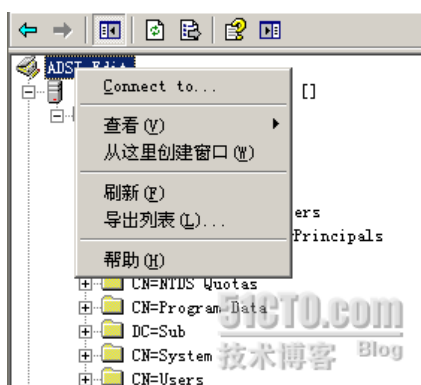 ADSI Edit
Connect to...
[]
查看(V)
从这里创建窗口(W)
刷新(F)
导出列表(L)...
ers
Principals
帮助(H)
CN=NTDS Quotas
CN=Program Data
DC=Sub
CN=System
CN=Users
51CTO.com
技术博客 Blog